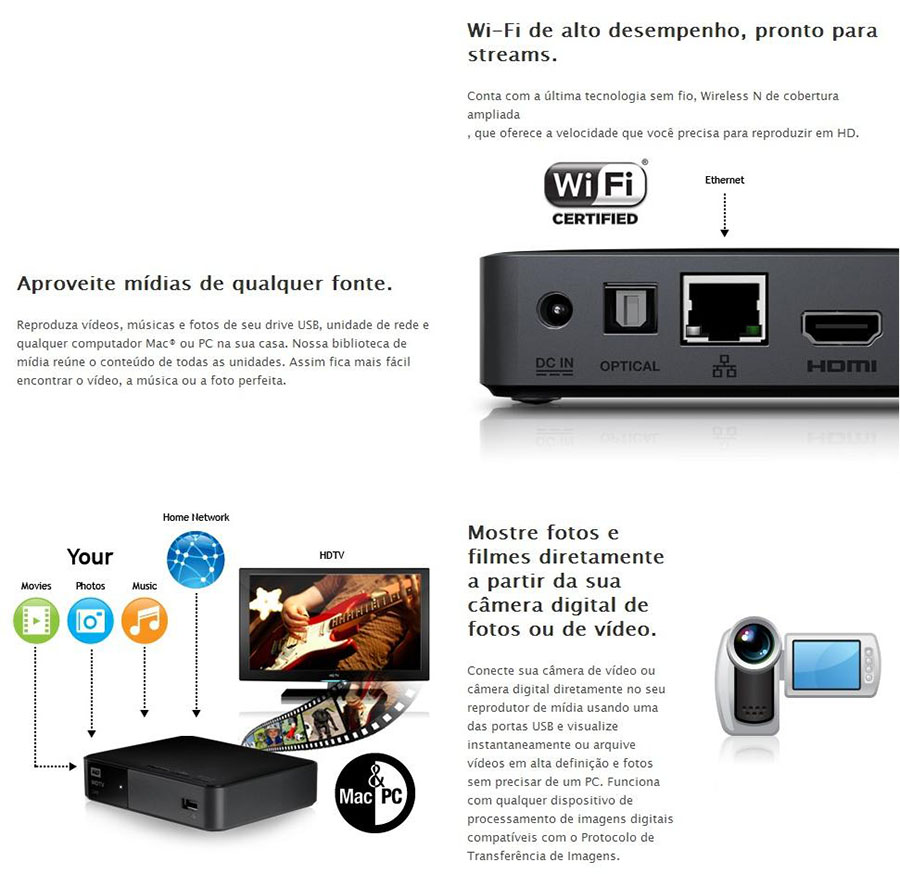 Wi-Fi de alto desempenho, pronto para
streams.
Conta com a última tecnologia sem fio, Wireless N de cobertura
ampliada
, que oferece a velocidade que você precisa para reproduzir em HD.
Wi Fi®
CERTIFIED
Ethernet
DC IN
OPTICAL
HDMI
Aproveite mídias de qualquer fonte.
Reproduza vídeos, músicas e fotos de seu drive USB, unidade de rede e
qualquer computador Mac® ou PC na sua casa. Nossa biblioteca de
mídia reúne o conteúdo de todas as unidades. Assim fica mais fácil
encontrar o vídeo, a música ou a foto perfeita.
Home Network
Your
HDTV
Movies
Photos
Music
WD
WDTV
&
Mac PC
Mostre fotos e
filmes diretamente
a partir da sua
câmera digital de
fotos ou de vídeo.
Conecte sua câmera de vídeo ou
câmera digital diretamente no seu
reprodutor de mídia usando uma
das portas USB e visualize
instantaneamente ou arquive
vídeos em alta definição e fotos
sem precisar de um PC. Funciona
com qualquer dispositivo de
processamento de imagens digitais
compatíveis com o Protocolo de
Transferência de Imagens.